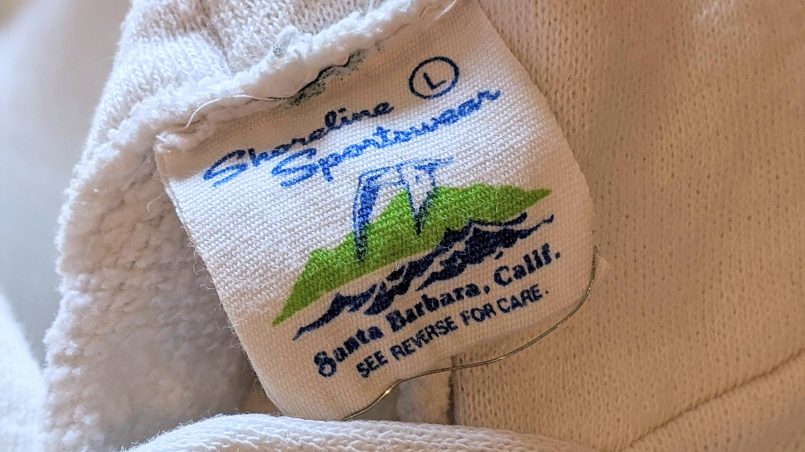 L
Shoreline
Sportswear
Santa Barbara, Calif.
SEE REVERSE FOR CARE.